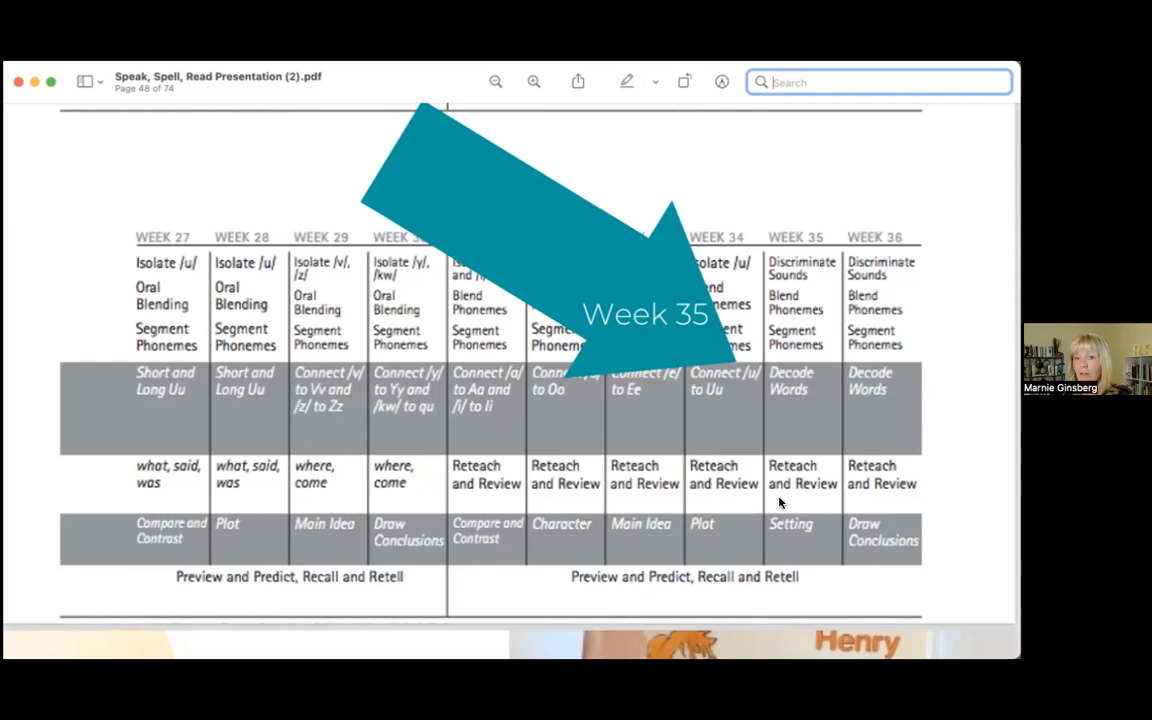 Speak, Spell, Read Presentation (2).pdf
Page 48 of 74
Search
WEEK 27 WEEK 28 WEEK 29 WEEK WEEK 34 WEEK 35 WEEK 36
Isolate /u/
Oral
Blending
Segment
Phonemes
Isolate /u/
Oral
Blending
Segment
Phonemes
Isolate /v/,
/z/
Oral
Blending
Segment
Phonemes
Isolate /y/,
/kw/
Oral
Blending
Segment
Phonemes
and
Blend
Phonemes
Segment
Phonemes
Week 35
Discriminate
Sounds
Blend
Phonemes
Segment
Phonemes
Discriminate
Sounds
Blend
Phonemes
Segment
Phonemes
Short and
Long Uu
Short and
Long Uu
Connect /v/
to Vv and
/z/ to Zz
Connect /y/
to Yy and
/kw/ to qu
Connect /a/
to Aa and
/i/ to Ii
to Oo
Connect /e/
to Ee
Connect /u/
to Uu
Decode
Words
Decode
Words
what, said,
was
what, said,
was
where,
come
where,
come
Reteach
and Review
Reteach
and Review
Reteach
and Review
Reteach
and Review
Reteach
and Review
Reteach
and Review
Compare and
Contrast
Plot
Main Idea
Draw
Conclusions
Compare and
Contrast
Character
Main Idea
Plot
Setting
Draw
Conclusions
Preview and Predict, Recall and Retell
Preview and Predict, Recall and Retell
Henry
Marnie Ginsberg